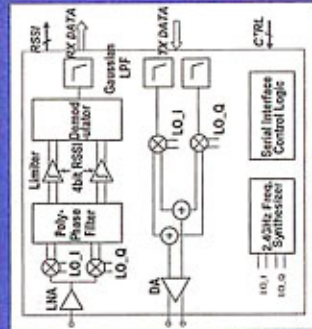 RSSI
RX DATA
TX DATA
CTRL
Gaussian
LPF
Demod
ulator
Limiter
4bit RSSI
Poly-
Phase
Filter
LO_I
LO_Q
LNA
LO_I
LO_Q
DA
Serial Interface
Control Logic
2.4GHz Freq.
Synthesizer
LO_I
LO_Q